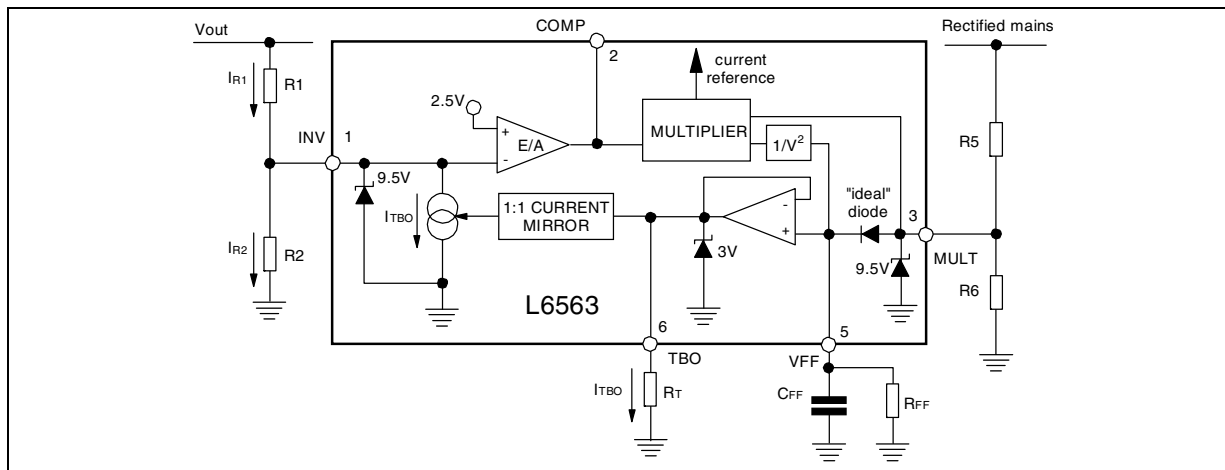 COMP
Vout
Rectified mains
2
current
reference
IR1
R1
2.5V
+
E/A
-
MULTIPLIER
1/V2
R5
INV
1
9.5V
ITBO
1:1 CURRENT
MIRROR
-
+
"ideal"
diode
3
MULT
3V
9.5V
IR2
R2
R6
L6563
6
TBO
5
VFF
ITBO
RT
CFF
RFF